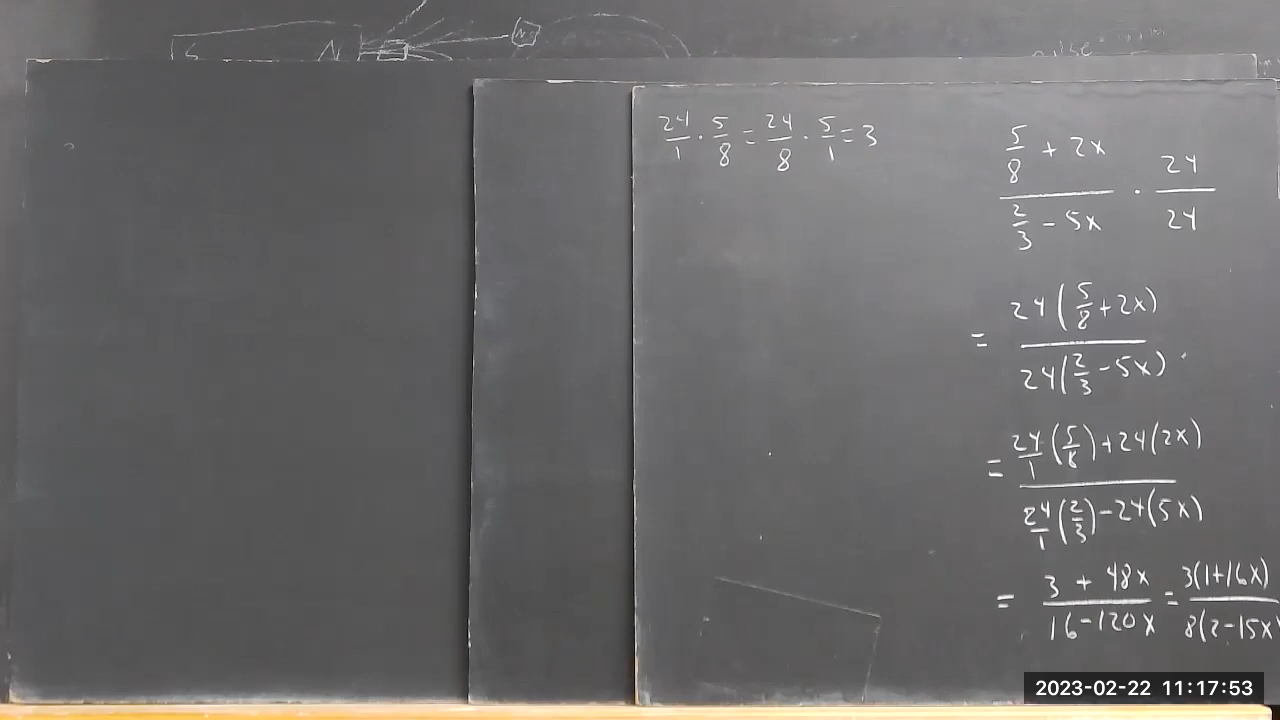 S N N S
24/1 · 5/8 = 24/8 · 5/1 = 3
(5/8 + 2x)/(2/3 - 5x) · 24/24
= 24(5/8 + 2x)/24(2/3 - 5x)
= (24/1(5/8) + 24(2x))/(24/1(2/3) - 24(5x))
= (3 + 48x)/(16 - 120x) = 3(1+16x)/8(2-15x)
2023-02-22 11:17:53